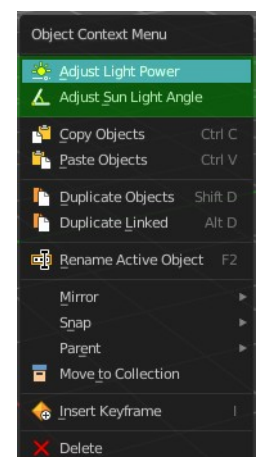 Object Context Menu
Adjust Light Power
Adjust Sun Light Angle
Copy Objects Ctrl C
Paste Objects Ctrl V
Duplicate Objects Shift D
Duplicate Linked Alt D
Rename Active Object F2
Mirror
Snap
Parent
Move to Collection
Insert Keyframe I
Delete